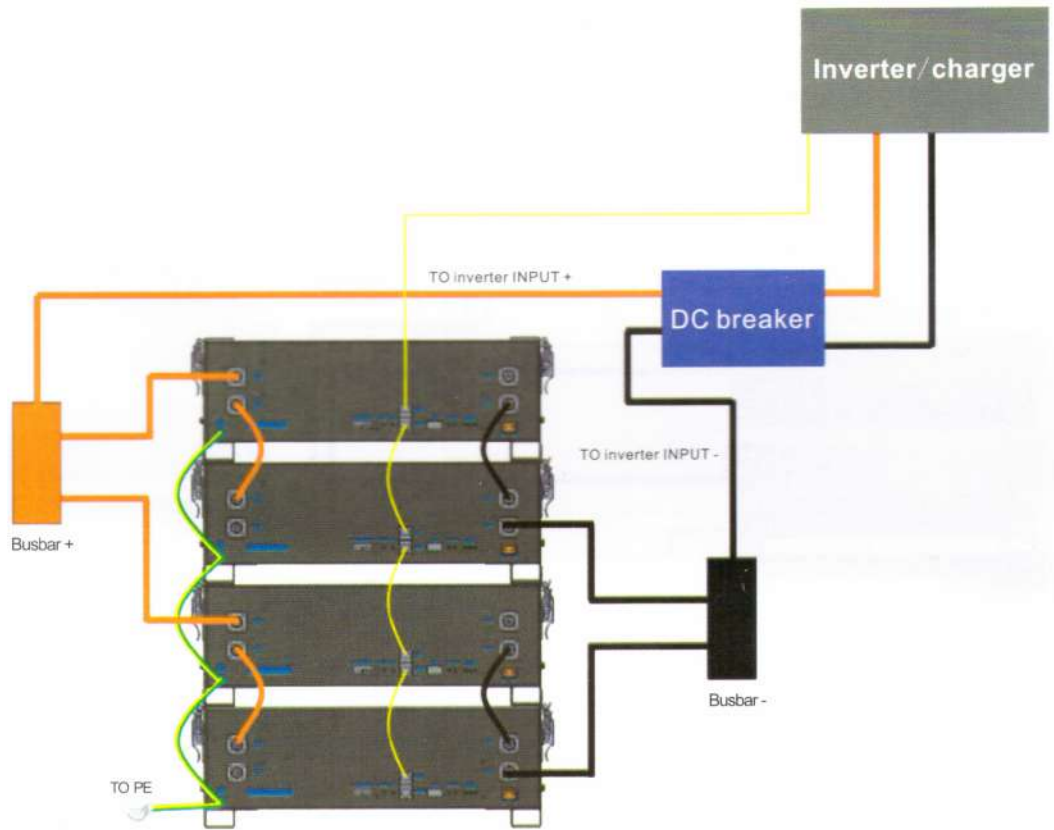 Inverter/charger
TO inverter INPUT +
DC breaker
TO inverter INPUT -
Busbar +
Busbar -
TO PE